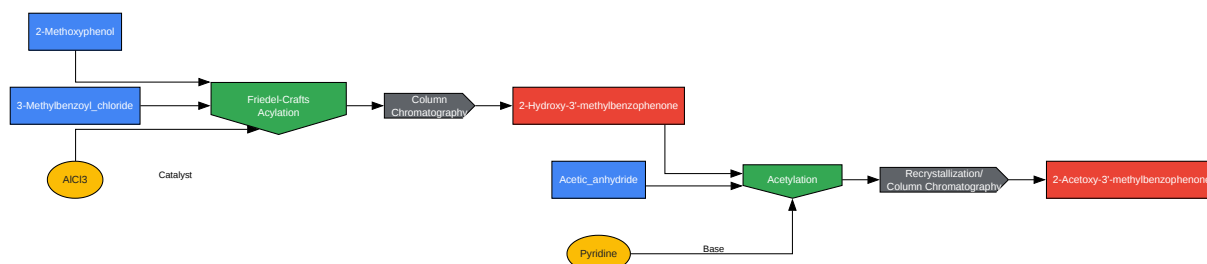 2-Methoxyphenol
3-Methylbenzoyl_chloride
Friedel-Crafts
Acylation
Column
Chromatography
2-Hydroxy-3'-methylbenzophenone
AlCl3
Catalyst
Acetic_anhydride
Acetylation
Recrystallization/
Column Chromatography
2-Acetoxy-3'-methylbenzophenone
Pyridine
Base